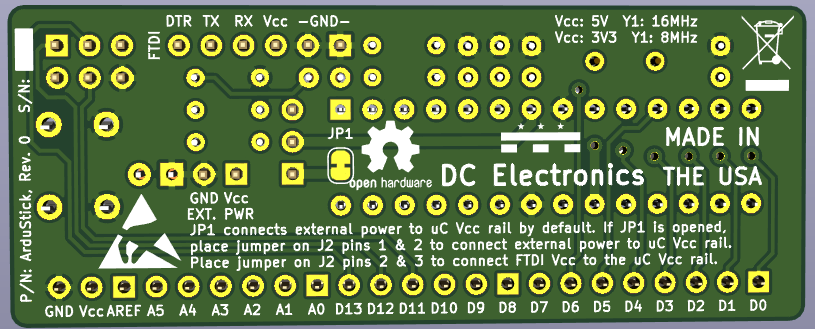 DTR TX RX Vcc -GND-
Vcc: 5V Y1: 16MHz
Vcc: 3V3 Y1: 8MHz
FTDI
S/N:
P/N: ArduStick, Rev. 0
JP1
open hardware
DC Electronics
MADE IN
THE USA
GND Vcc
EXT. PWR
JP1 connects external power to uC Vcc rail by default. If JP1 is opened,
place jumper on J2 pins 1 & 2 to connect external power to uC Vcc rail.
Place jumper on J2 pins 2 & 3 to connect FTDI Vcc to the uC Vcc rail.
GND Vcc AREF A5 A4 A3 A2 A1 A0 D13 D12 D11 D10 D9 D8 D7 D6 D5 D4 D3 D2 D1 D0